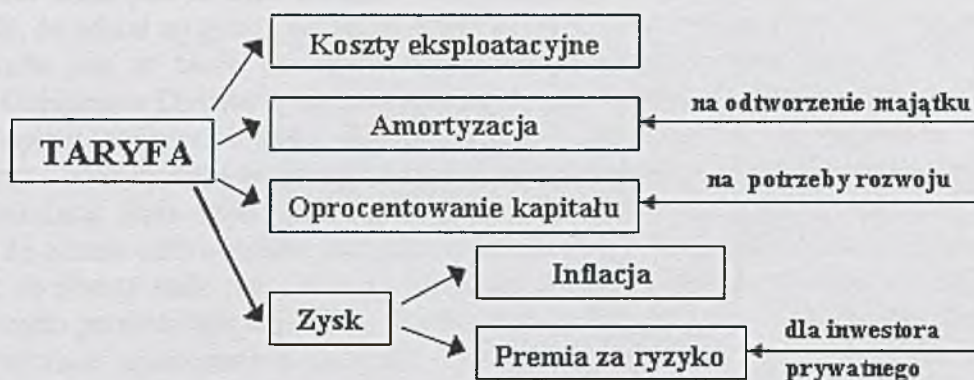 Koszty eksploatacyjne
na odtworzenie majątku
Amortyzacja
TARYFA
na potrzeby rozwoju
Oprocentowanie kapitału
Inflacja
Zysk
dla inwestora
Premia za ryzyko
prywatnego